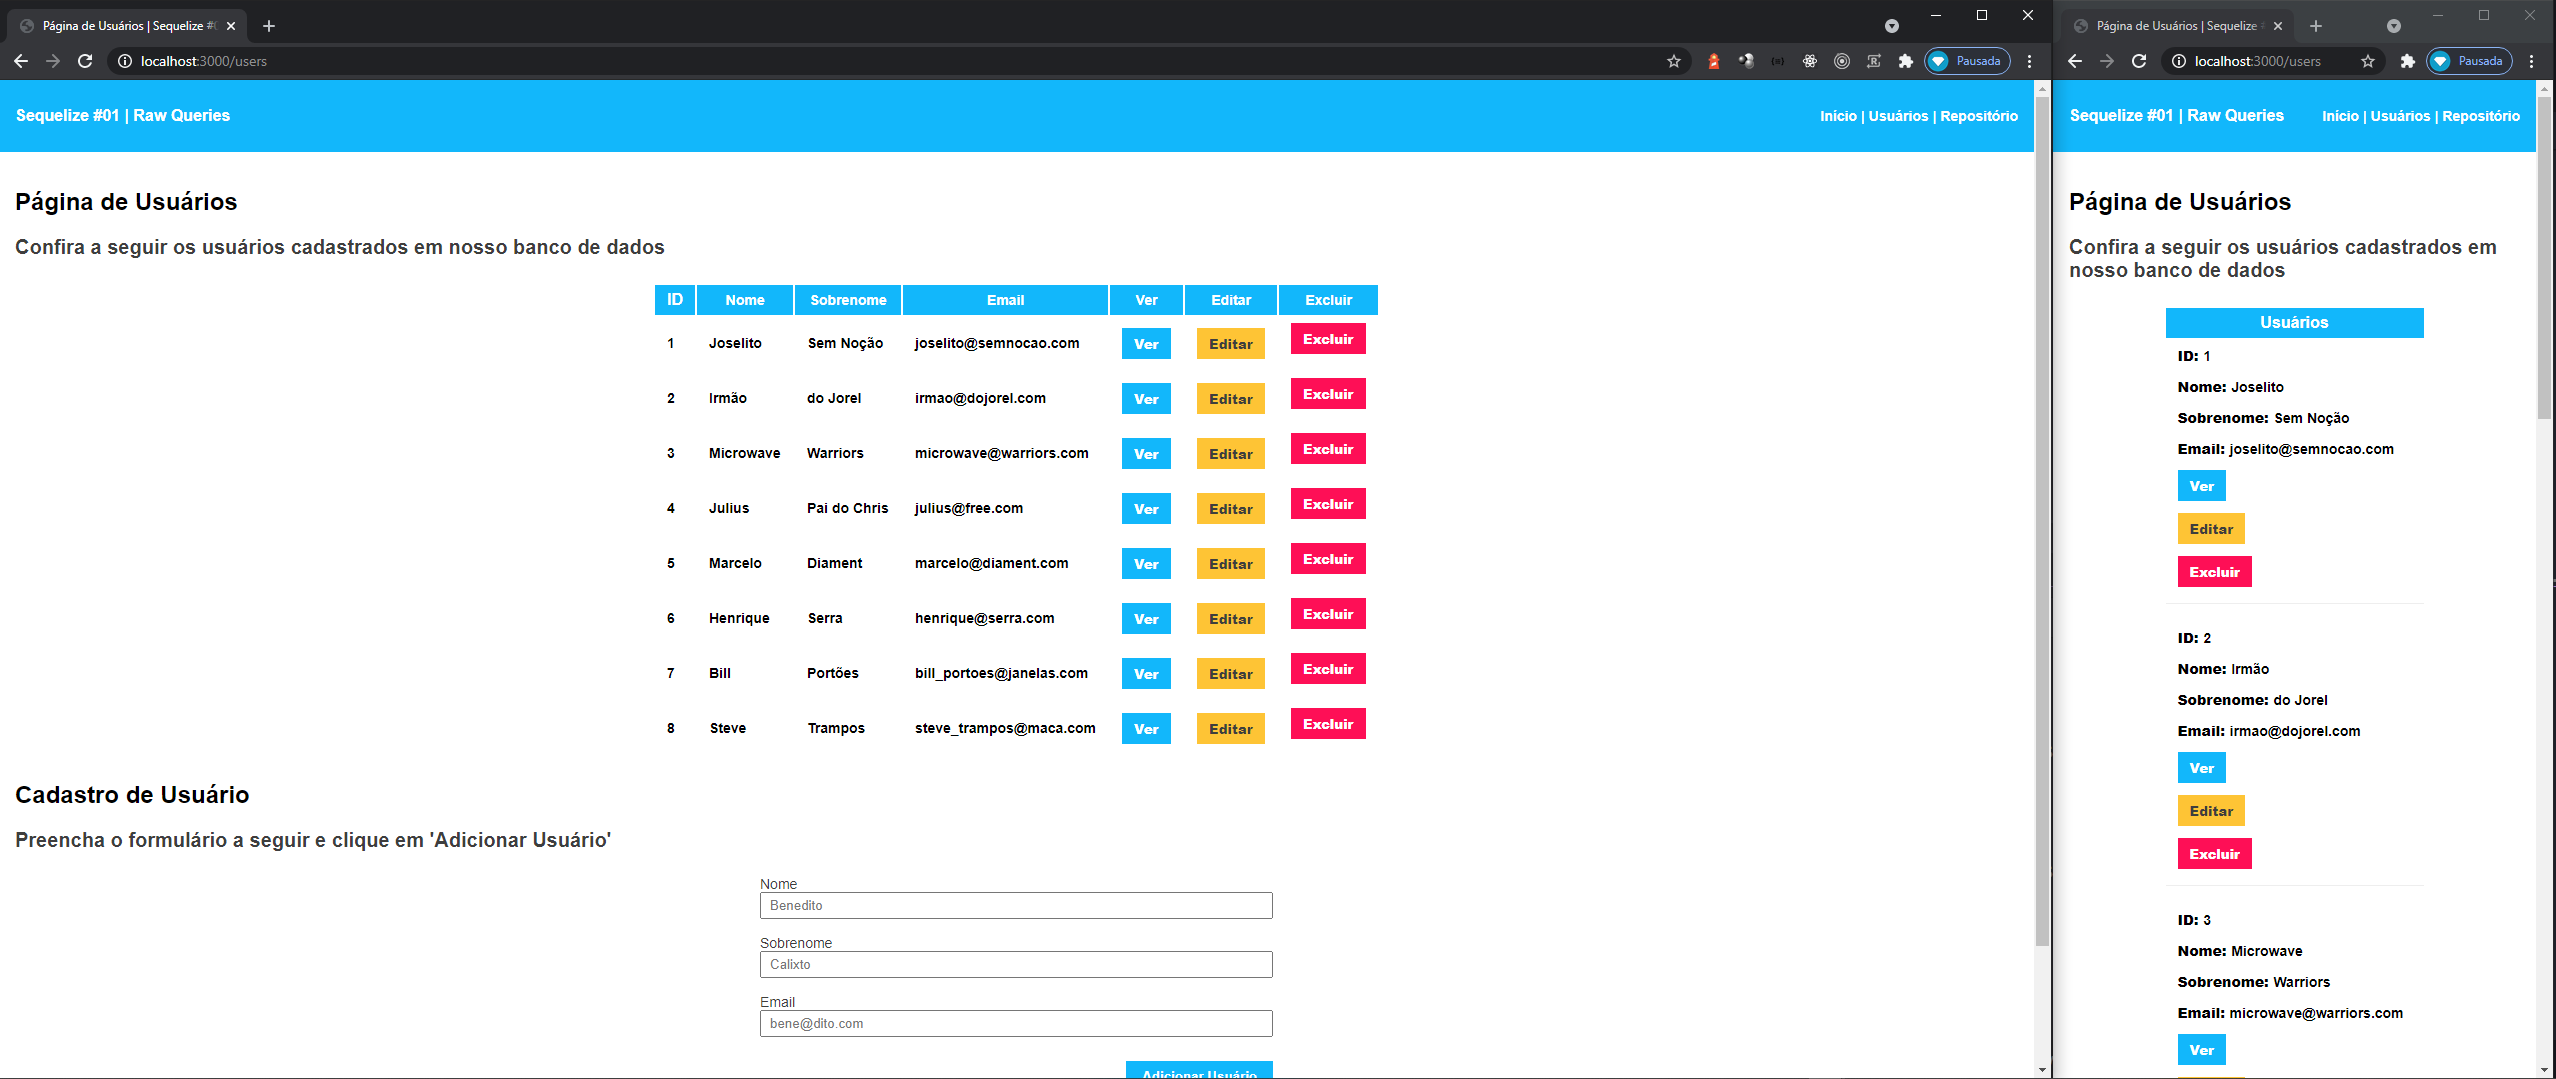 Página de Usuários | Sequelize #0
localhost:3000/users
Pausada
Sequelize #01 | Raw Queries
Início | Usuários | Repositório
Página de Usuários
Confira a seguir os usuários cadastrados em nosso banco de dados
ID Nome Sobrenome Email Ver Editar Excluir
1 Joselito Sem Noção joselito@semnocao.com Ver Editar Excluir
2 Irmão do Jorel irmao@dojorel.com Ver Editar Excluir
3 Microwave Warriors microwave@warriors.com Ver Editar Excluir
4 Julius Pai do Chris julius@free.com Ver Editar Excluir
5 Marcelo Diament marcelo@diament.com Ver Editar Excluir
6 Henrique Serra henrique@serra.com Ver Editar Excluir
7 Bill Portões bill_portoes@janelas.com Ver Editar Excluir
8 Steve Trampos steve_trampos@maca.com Ver Editar Excluir
Cadastro de Usuário
Preencha o formulário a seguir e clique em 'Adicionar Usuário'
Nome
Benedito
Sobrenome
Calixto
Email
bene@dito.com
Adicionar Usuário
Página de Usuários | Sequelize
localhost:3000/users
Pausada
Sequelize #01 | Raw Queries
Início | Usuários | Repositório
Página de Usuários
Confira a seguir os usuários cadastrados em
nosso banco de dados
Usuários
ID: 1
Nome: Joselito
Sobrenome: Sem Noção
Email: joselito@semnocao.com
Ver
Editar
Excluir
ID: 2
Nome: Irmão
Sobrenome: do Jorel
Email: irmao@dojorel.com
Ver
Editar
Excluir
ID: 3
Nome: Microwave
Sobrenome: Warriors
Email: microwave@warriors.com
Ver